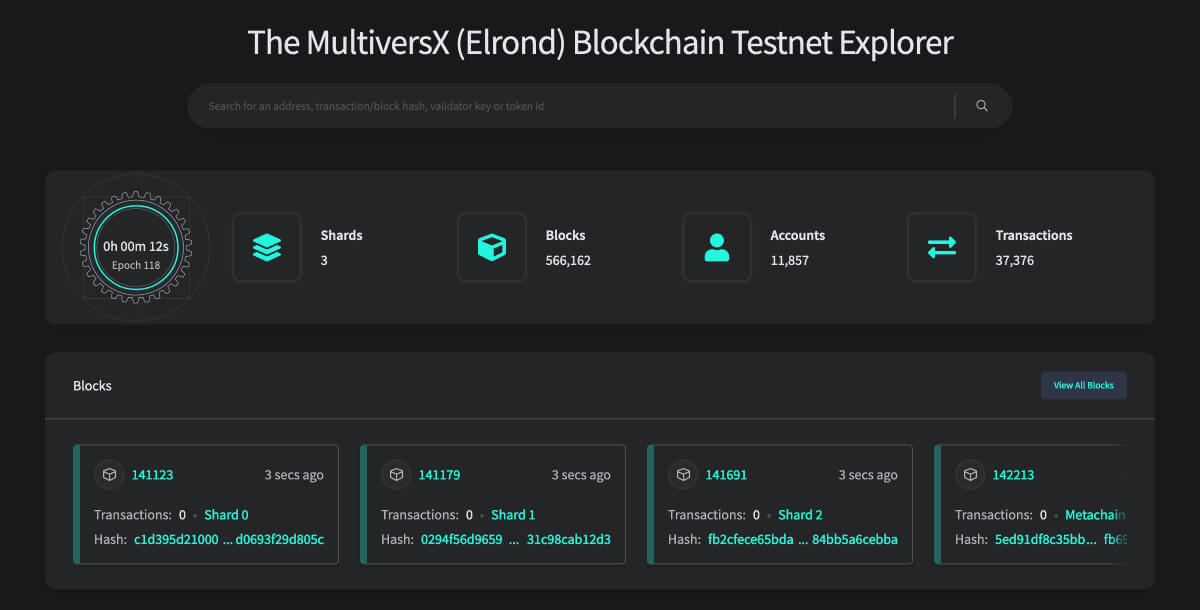 The MultiversX (Elrond) Blockchain Testnet Explorer
Search for an address, transaction/block hash, validator key or token id
0h 00m 12s
Epoch 118
Shards
3
Blocks
566,162
Accounts
11,857
Transactions
37,376
Blocks
View All Blocks
141123 3 secs ago
Transactions: 0 • Shard 0
Hash: c1d395d21000 ... d0693f29d805c
141179 3 secs ago
Transactions: 0 • Shard 1
Hash: 0294f56d9659 ... 31c98cab12d3
141691 3 secs ago
Transactions: 0 • Shard 2
Hash: fb2cfece65bda ... 84bb5a6cebba
142213
Transactions: 0 • Metachain
Hash: 5ed91df8c35bb... fb69